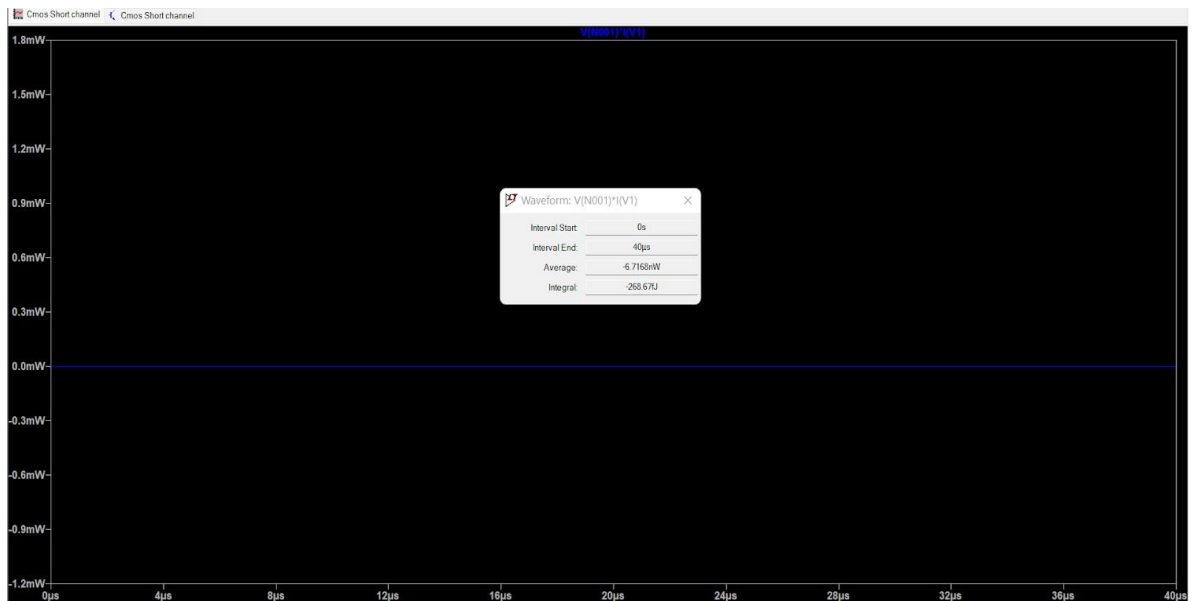 Cmos Short channel Cmos Short channel
V(N001)*I(V1)
1.8mW
1.5mW
1.2mW
0.9mW
0.6mW
0.3mW
0.0mW
-0.3mW
-0.6mW
-0.9mW
-1.2mW
Waveform: V(N001)*I(V1)
Interval Start: 0s
Interval End: 40µs
Average: -6.7168nW
Integral: -268.67fJ
0µs 4µs 8µs 12µs 16µs 20µs 24µs 28µs 32µs 36µs 40µs